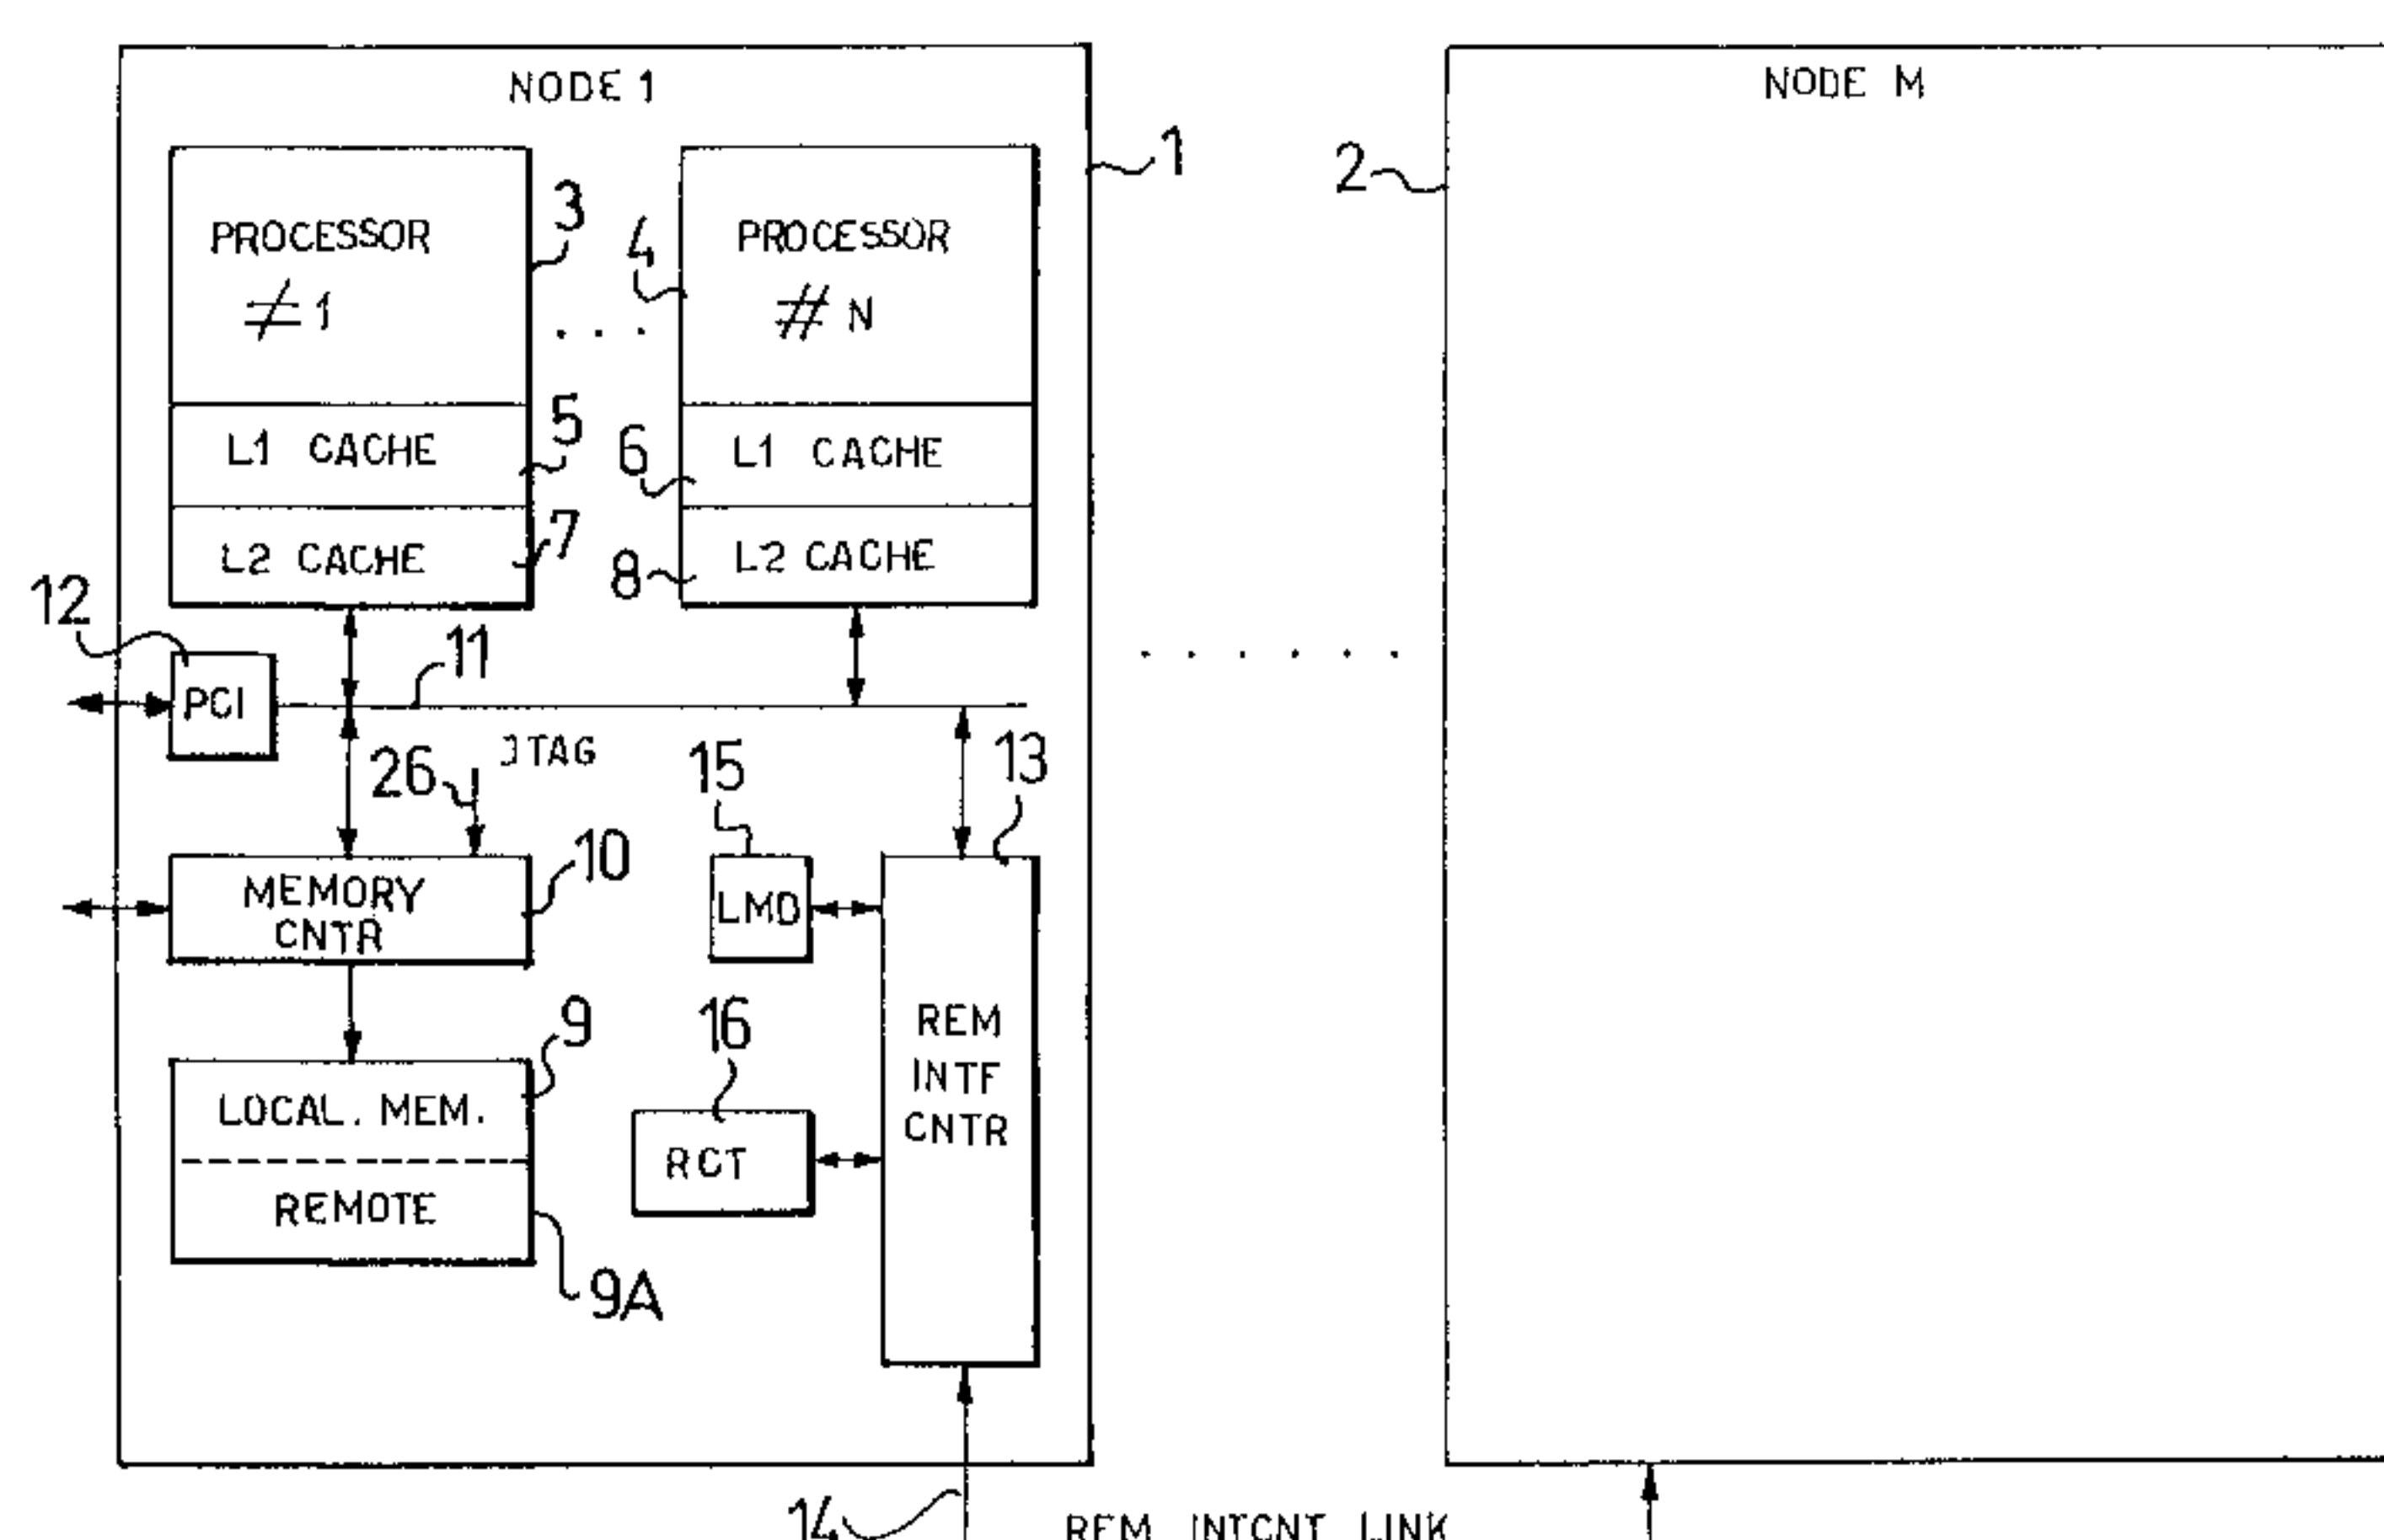 NODE 1
NODE M
1
2
PROCESSOR
≠ 1
3
4
PROCESSOR
# N
. . .
L1 CACHE
5
6
L1 CACHE
L2 CACHE
7
8
L2 CACHE
12
PCI
11
. . . . . .
26
JTAG
15
13
MEMORY
CNTR
10
LMD
REM
INTF
CNTR
9
LOCAL. MEM.
REMOTE
9A
16
RCT
14
REM INTCNT LINK